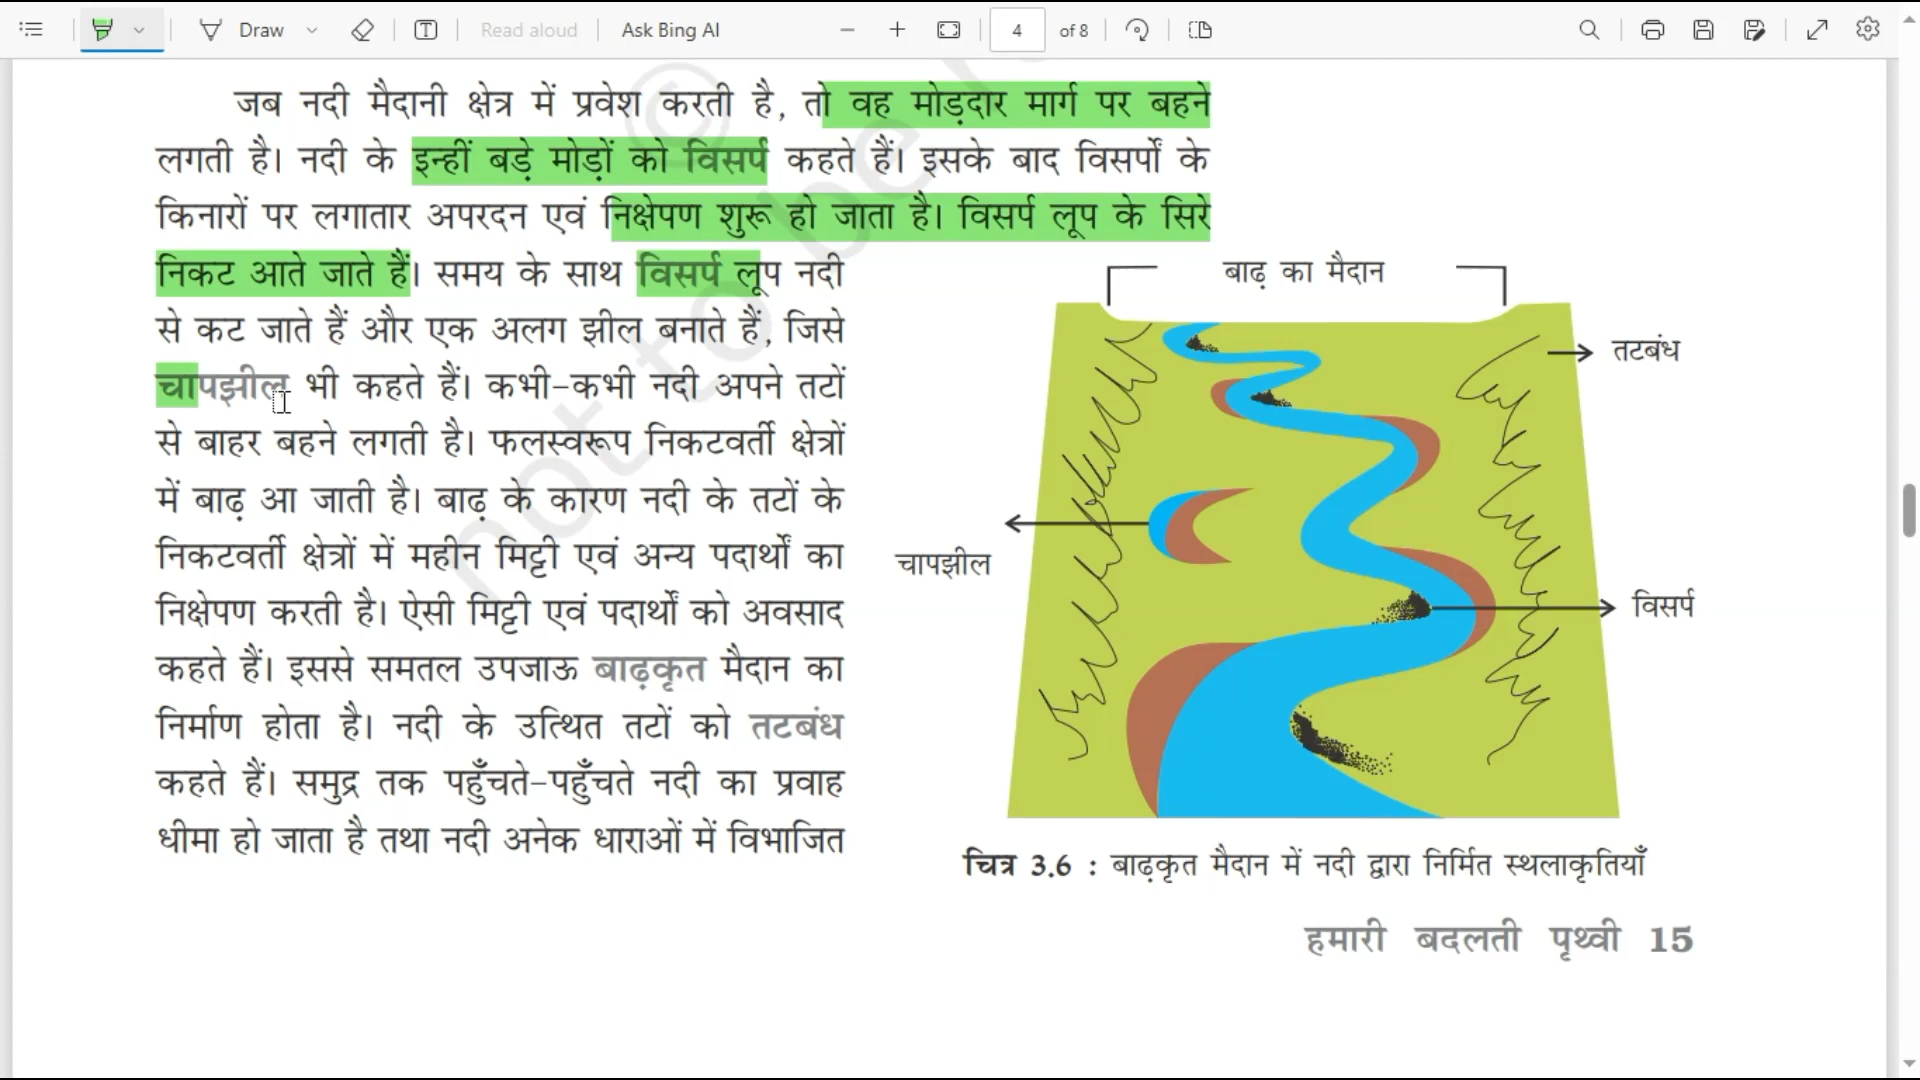 Draw
Read aloud
Ask Bing AI
4
of 8
जब नदी मैदानी क्षेत्र में प्रवेश करती है, तो वह मोड़दार मार्ग पर बहने
लगती है। नदी के इन्हीं बड़े मोड़ों को विसर्प कहते हैं। इसके बाद विसर्पों के
किनारों पर लगातार अपरदन एवं निक्षेपण शुरू हो जाता है। विसर्प लूप के सिरे
निकट आते जाते हैं। समय के साथ विसर्प लूप नदी
से कट जाते हैं और एक अलग झील बनाते हैं, जिसे
चापझील भी कहते हैं। कभी-कभी नदी अपने तटों
से बाहर बहने लगती है। फलस्वरूप निकटवर्ती क्षेत्रों
में बाढ़ आ जाती है। बाढ़ के कारण नदी के तटों के
निकटवर्ती क्षेत्रों में महीन मिट्टी एवं अन्य पदार्थों का
निक्षेपण करती है। ऐसी मिट्टी एवं पदार्थों को अवसाद
कहते हैं। इससे समतल उपजाऊ बाढ़कृत मैदान का
निर्माण होता है। नदी के उत्थित तटों को तटबंध
कहते हैं। समुद्र तक पहुँचते-पहुँचते नदी का प्रवाह
धीमा हो जाता है तथा नदी अनेक धाराओं में विभाजित
बाढ़ का मैदान
तटबंध
चापझील
विसर्प
चित्र 3.6 : बाढ़कृत मैदान में नदी द्वारा निर्मित स्थलाकृतियाँ
हमारी बदलती पृथ्वी 15
© not to be